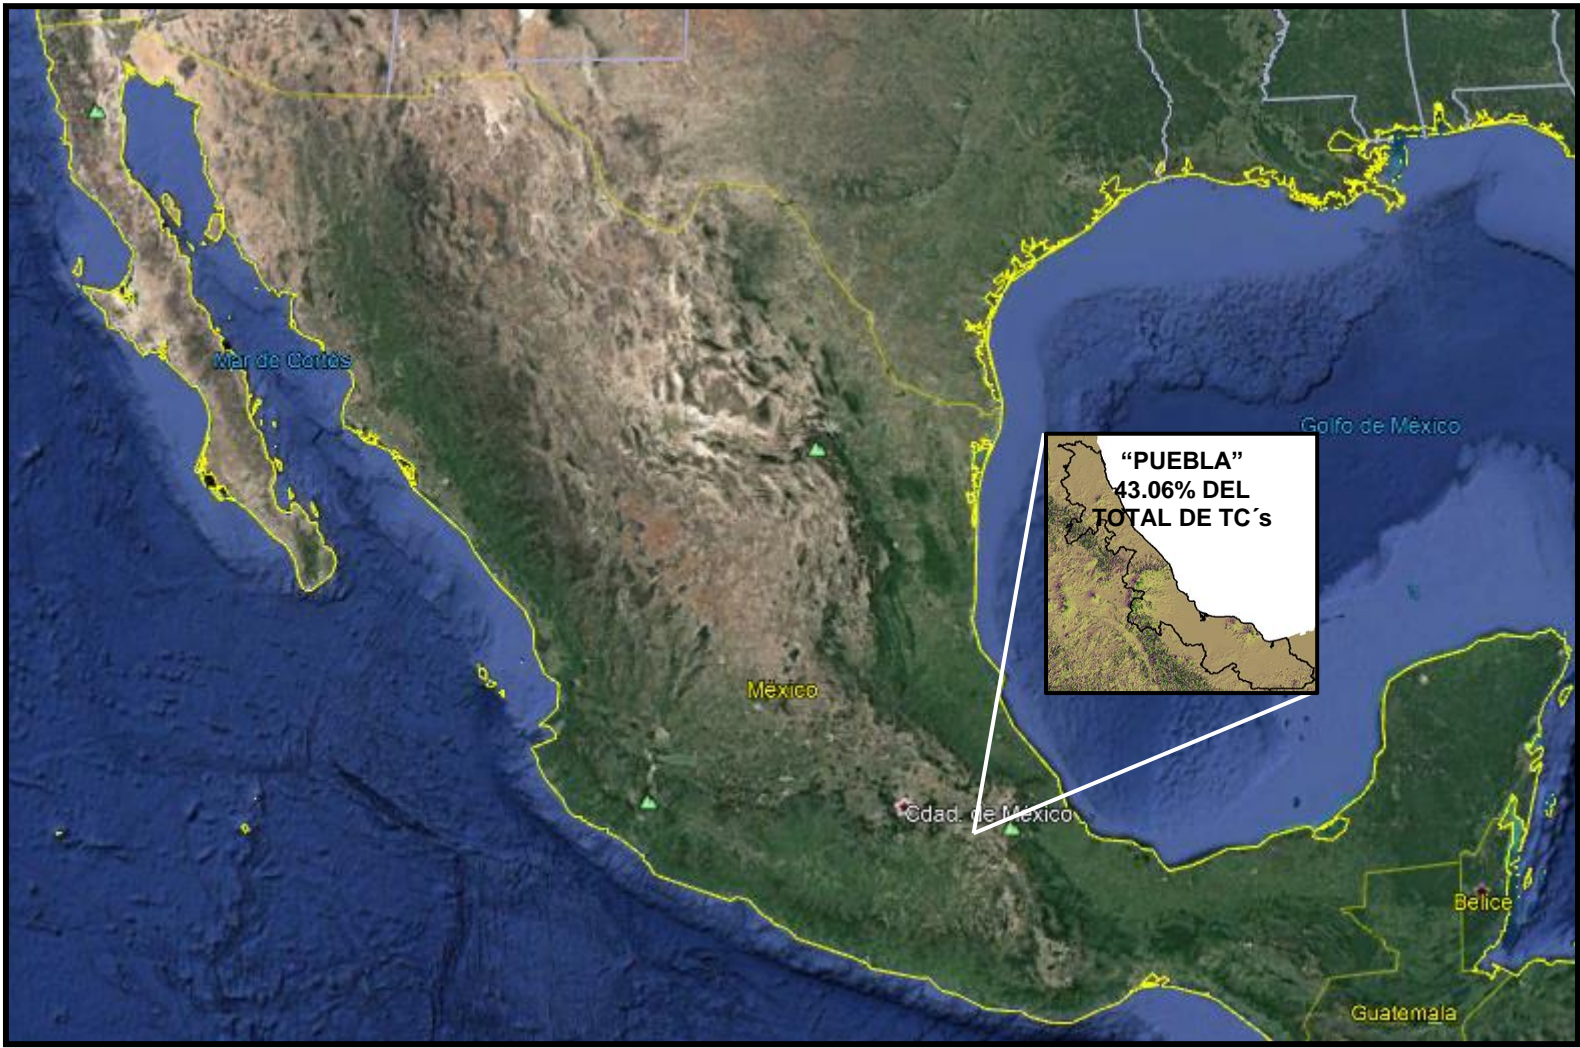 Mar de Cortés
Golfo de México
“PUEBLA”
43.06% DEL
TOTAL DE TC´s
México
Cdad. de México
Belice
Guatemala